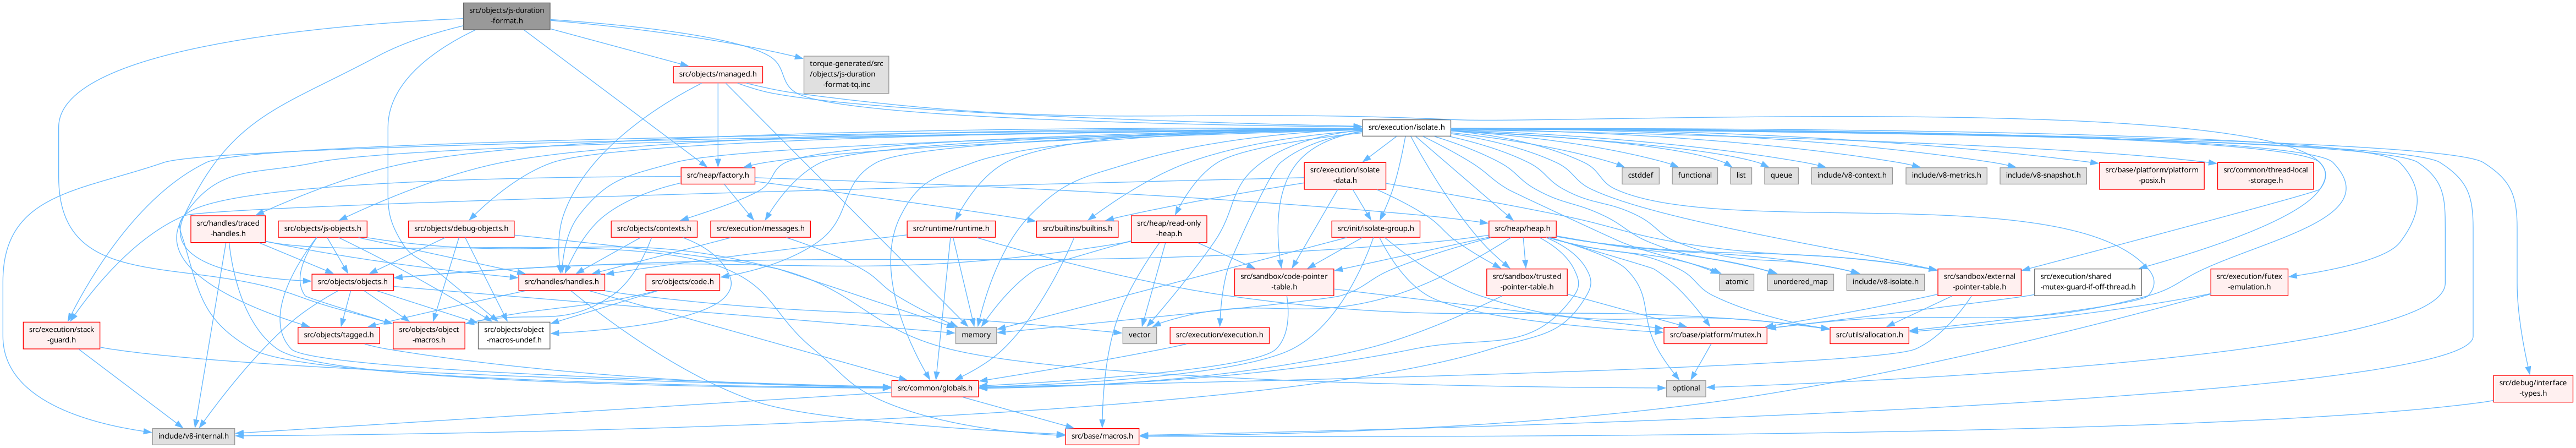 src/objects/js-duration
-format.h
torque-generated/src
/objects/js-duration
-format-tq.inc
src/objects/managed.h
src/execution/isolate.h
src/heap/factory.h
src/execution/isolate
-data.h
cstddef
functional
list
queue
include/v8-context.h
include/v8-metrics.h
include/v8-snapshot.h
src/base/platform/platform
-posix.h
src/common/thread-local
-storage.h
src/handles/traced
-handles.h
src/objects/js-objects.h
src/objects/debug-objects.h
src/objects/contexts.h
src/execution/messages.h
src/runtime/runtime.h
src/builtins/builtins.h
src/heap/read-only
-heap.h
src/init/isolate-group.h
src/heap/heap.h
src/objects/objects.h
src/handles/handles.h
src/objects/code.h
src/sandbox/code-pointer
-table.h
src/sandbox/trusted
-pointer-table.h
atomic
unordered_map
include/v8-isolate.h
src/sandbox/external
-pointer-table.h
src/execution/shared
-mutex-guard-if-off-thread.h
src/execution/futex
-emulation.h
src/execution/stack
-guard.h
src/objects/tagged.h
src/objects/object
-macros.h
src/objects/object
-macros-undef.h
memory
vector
src/execution/execution.h
src/base/platform/mutex.h
src/utils/allocation.h
src/common/globals.h
optional
src/debug/interface
-types.h
include/v8-internal.h
src/base/macros.h